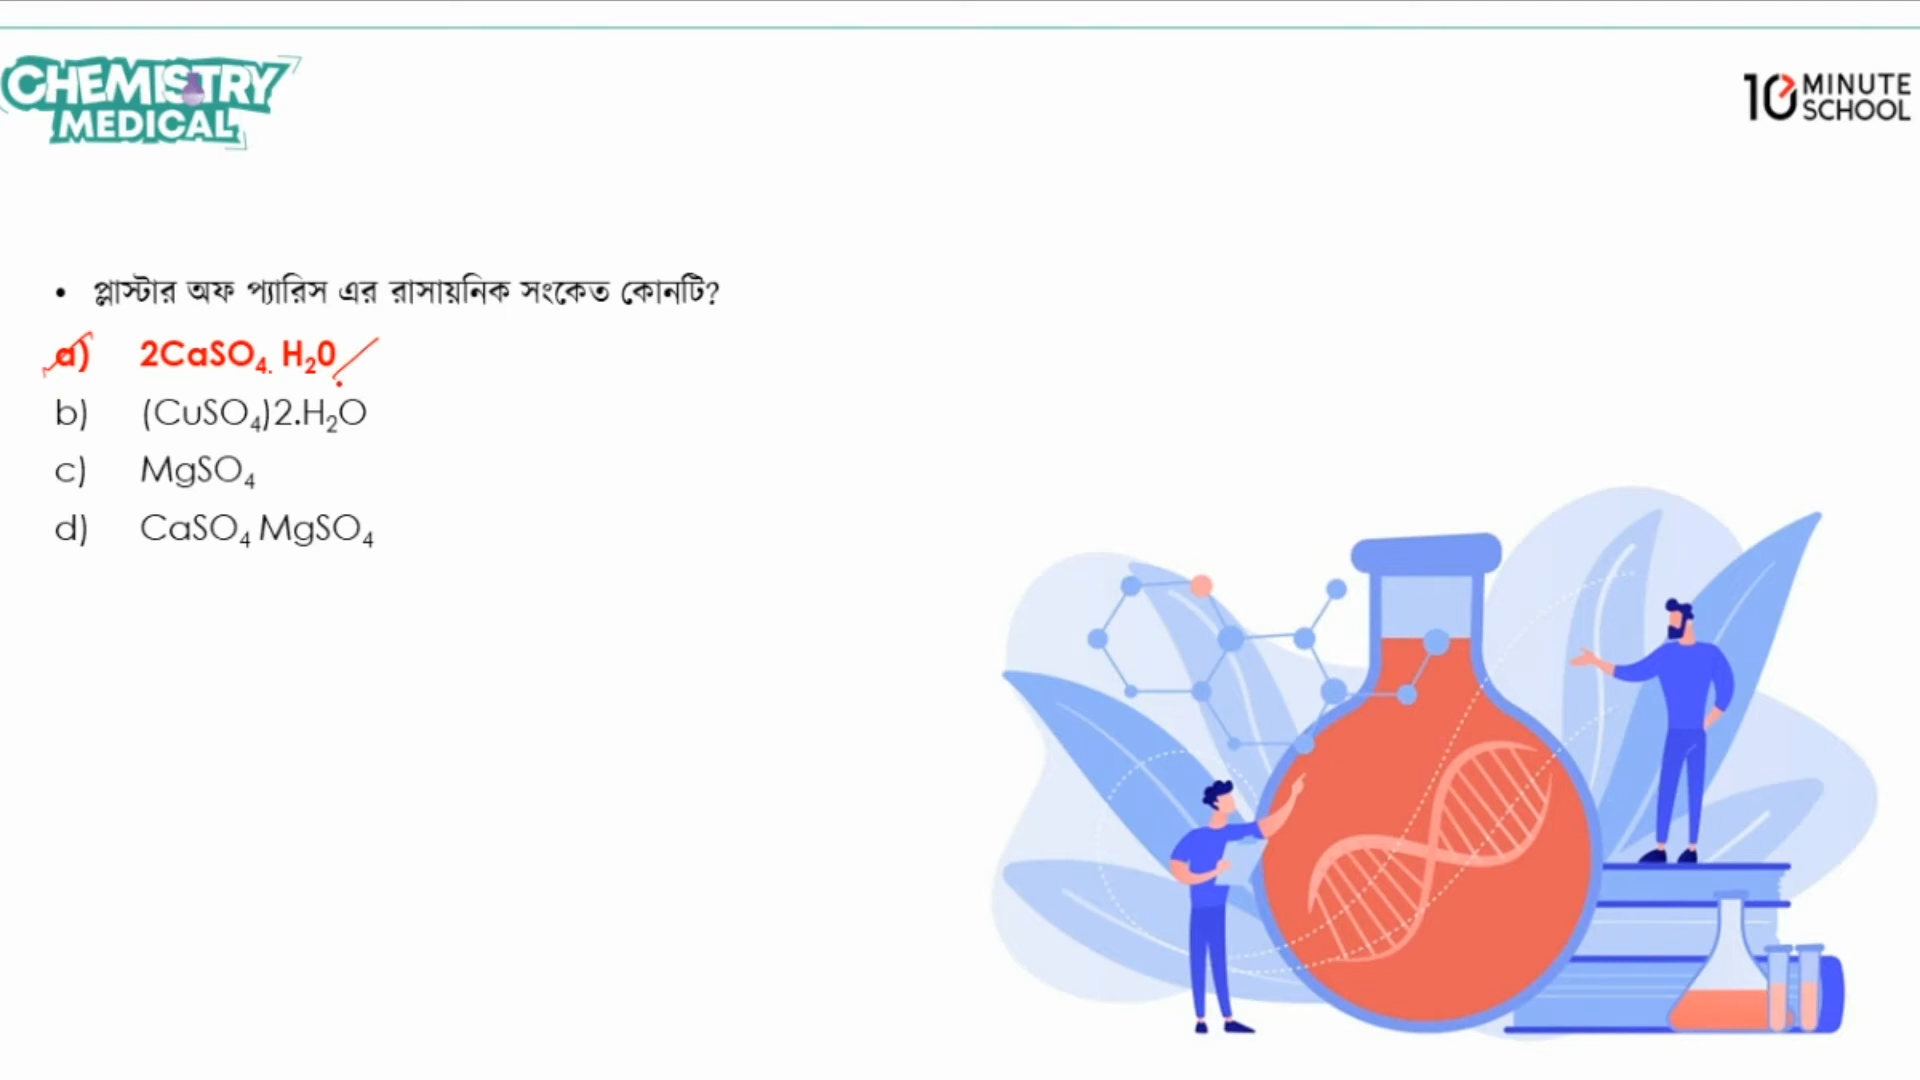 CHEMISTRY
MEDICAL
10 MINUTE
SCHOOL
• প্লাস্টার অফ প্যারিস এর রাসায়নিক সংকেত কোনটি?
a) 2CaSO₄. H₂0
b) (CuSO₄)2.H₂O
c) MgSO₄
d) CaSO₄ MgSO₄